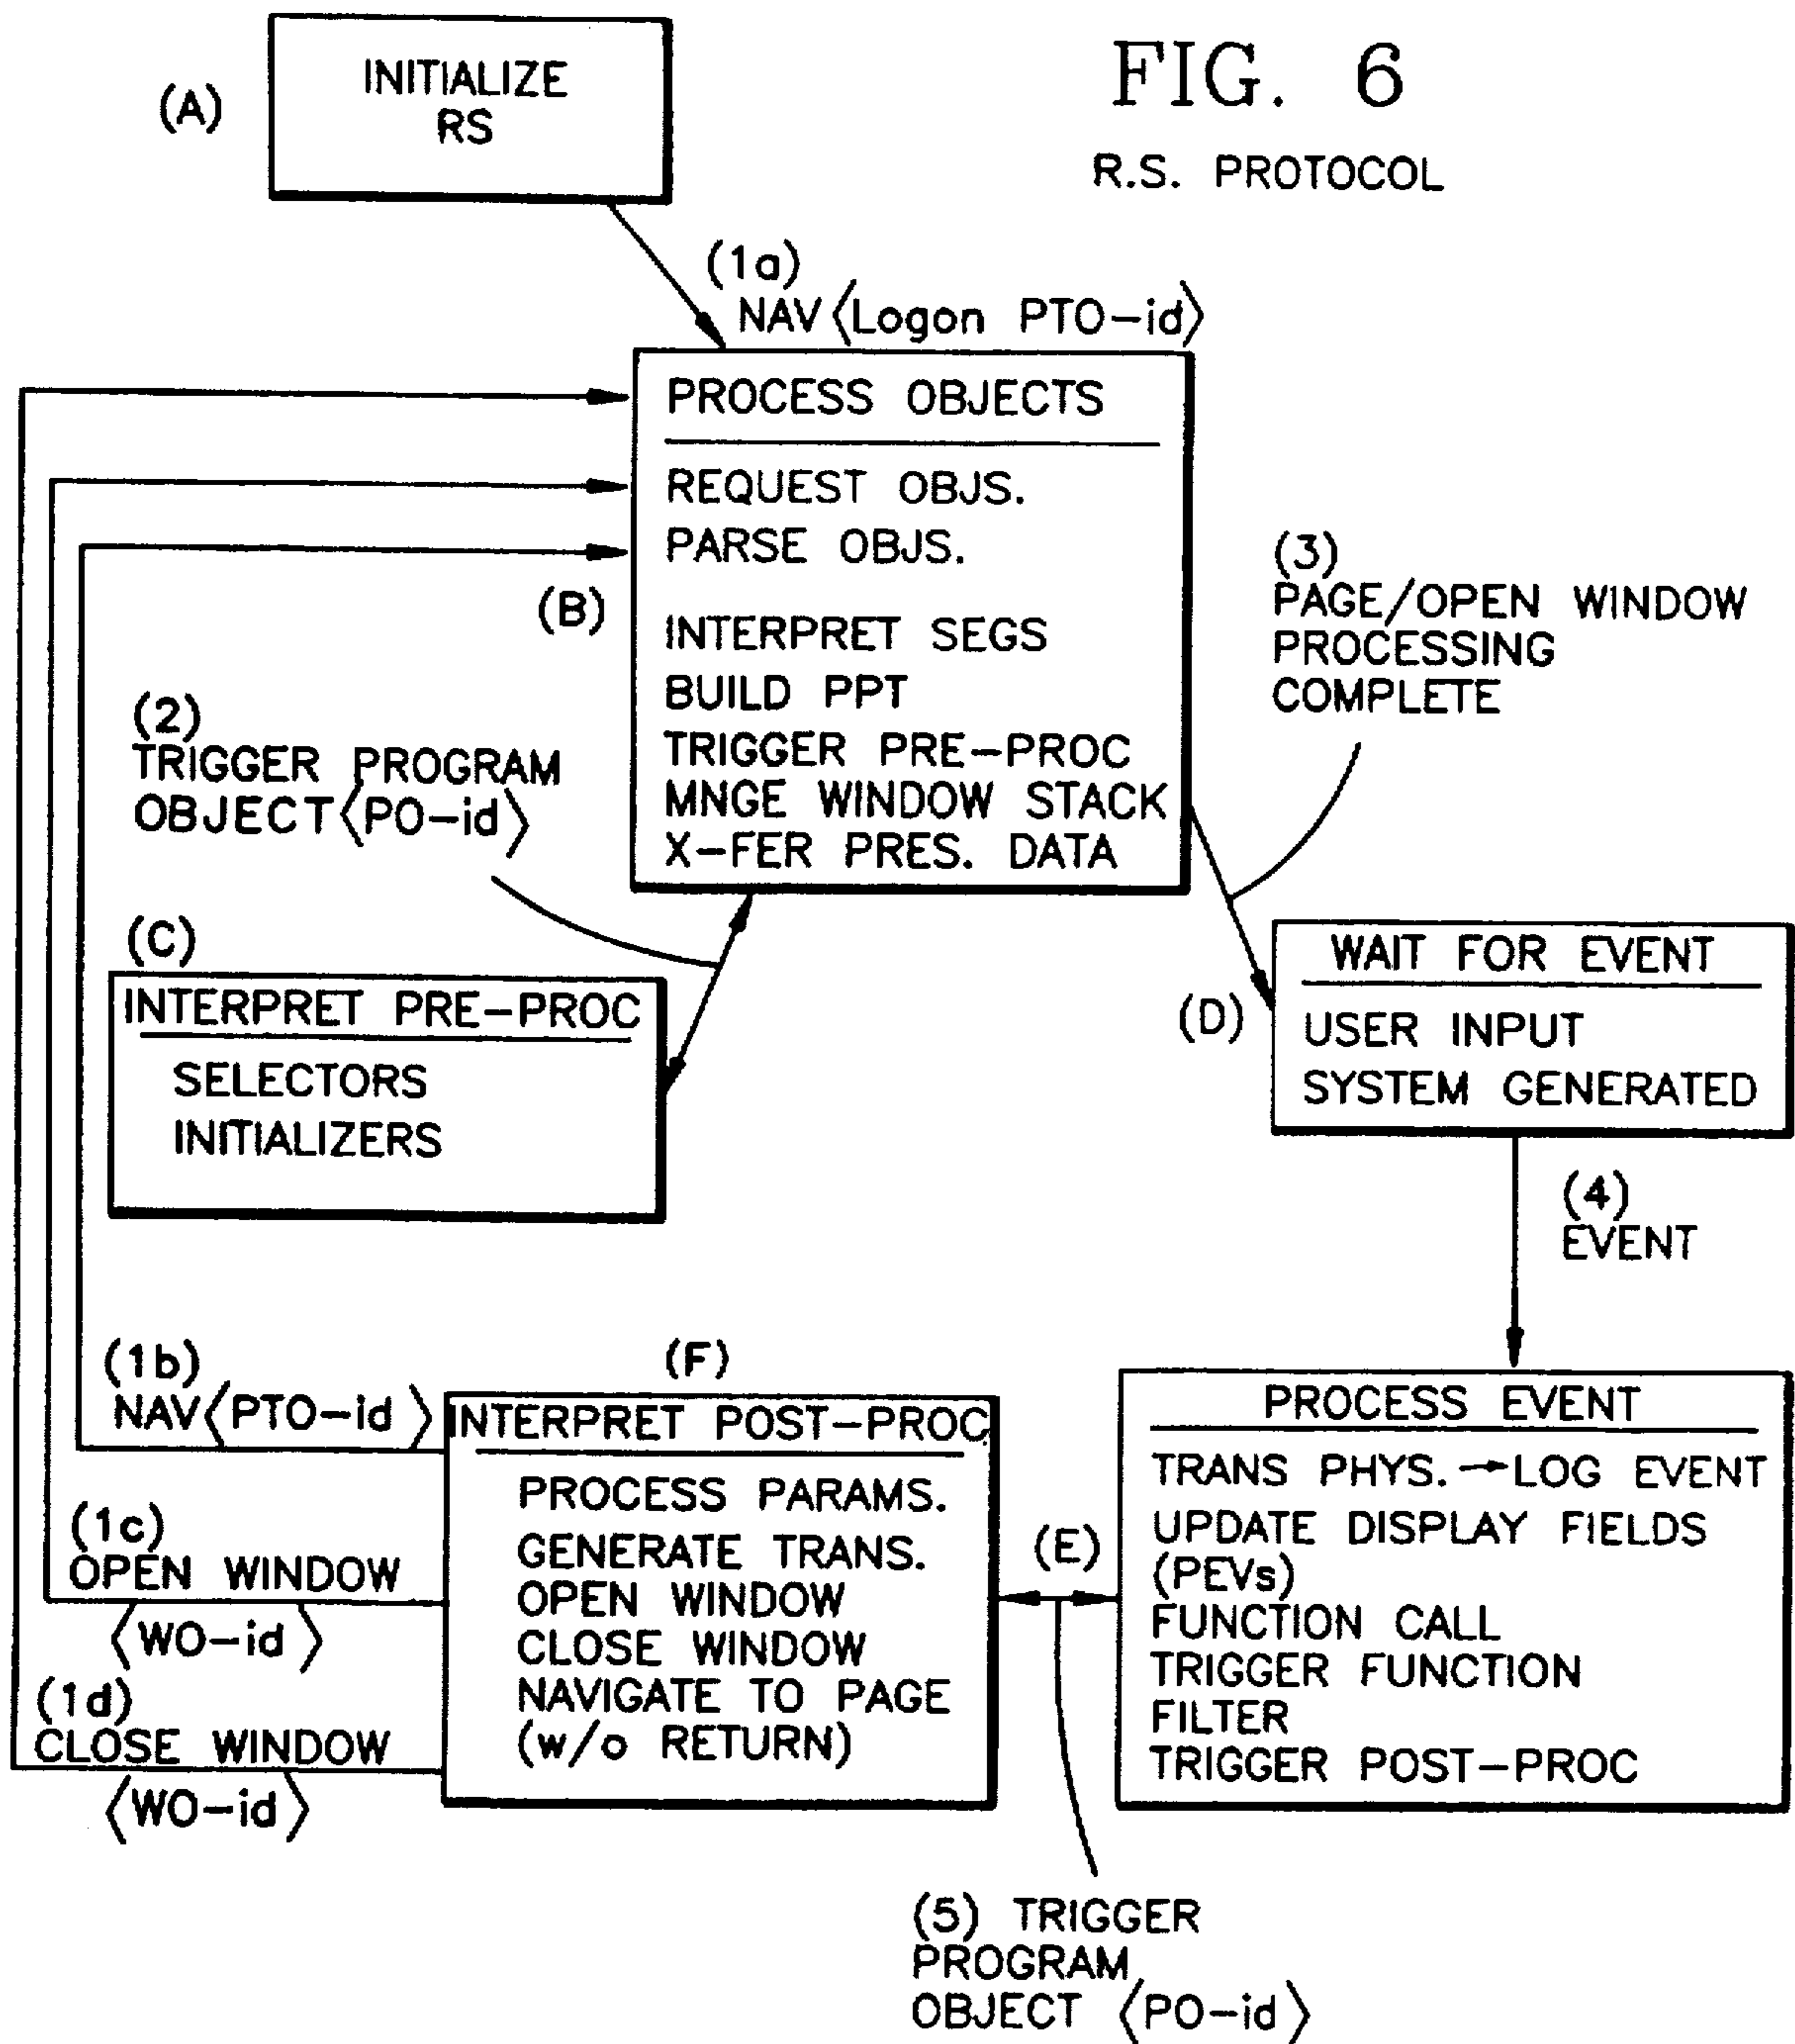 FIG. 6
R.S. PROTOCOL
(A)
INITIALIZE
RS
(1a)
NAV〈Logon PTO-id〉
PROCESS OBJECTS
REQUEST OBJS.
PARSE OBJS.
(B)
INTERPRET SEGS
BUILD PPT
TRIGGER PRE-PROC
MNGE WINDOW STACK
X-FER PRES. DATA
(2)
TRIGGER PROGRAM
OBJECT〈PO-id〉
(3)
PAGE/OPEN WINDOW
PROCESSING
COMPLETE
(C)
INTERPRET PRE-PROC
SELECTORS
INITIALIZERS
(D)
WAIT FOR EVENT
USER INPUT
SYSTEM GENERATED
(4)
EVENT
(1b)
NAV〈PTO-id〉
(1c)
OPEN WINDOW
〈WO-id〉
(1d)
CLOSE WINDOW
〈WO-id〉
(F)
INTERPRET POST-PROC
PROCESS PARAMS.
GENERATE TRANS.
OPEN WINDOW
CLOSE WINDOW
NAVIGATE TO PAGE
(w/o RETURN)
(E)
PROCESS EVENT
TRANS PHYS.→LOG EVENT
UPDATE DISPLAY FIELDS
(PEVs)
FUNCTION CALL
TRIGGER FUNCTION
FILTER
TRIGGER POST-PROC
(5) TRIGGER
PROGRAM
OBJECT 〈PO-id〉